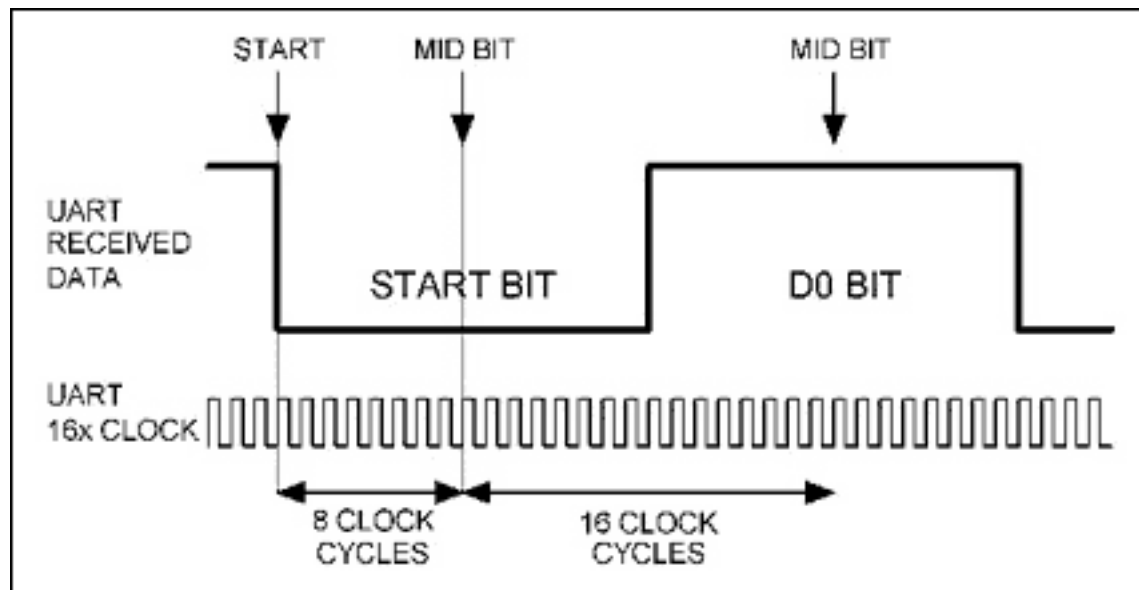 START
MID BIT
MID BIT
UART
RECEIVED
DATA
START BIT
D0 BIT
UART
16x CLOCK
8 CLOCK
CYCLES
16 CLOCK
CYCLES